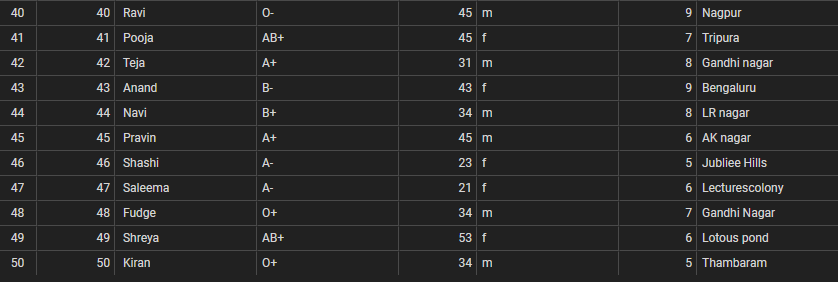 40 40 Ravi O- 45 m 9 Nagpur
41 41 Pooja AB+ 45 f 7 Tripura
42 42 Teja A+ 31 m 8 Gandhi nagar
43 43 Anand B- 43 f 9 Bengaluru
44 44 Navi B+ 34 m 8 LR nagar
45 45 Pravin A+ 45 m 6 AK nagar
46 46 Shashi A- 23 f 5 Jubliee Hills
47 47 Saleema A- 21 f 6 Lecturescolony
48 48 Fudge O+ 34 m 7 Gandhi Nagar
49 49 Shreya AB+ 53 f 6 Lotous pond
50 50 Kiran O+ 34 m 5 Thambaram